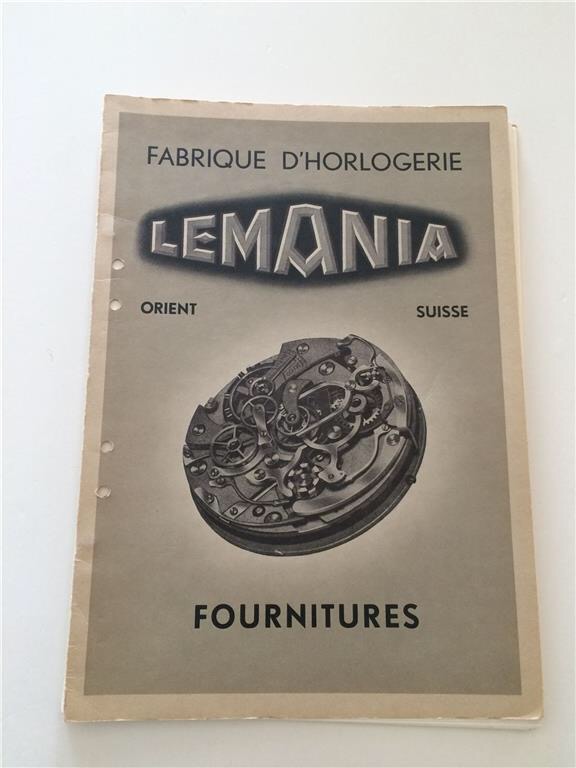 FABRIQUE D'HORLOGERIE
LEMANIA
ORIENT SUISSE
FOURNITURES